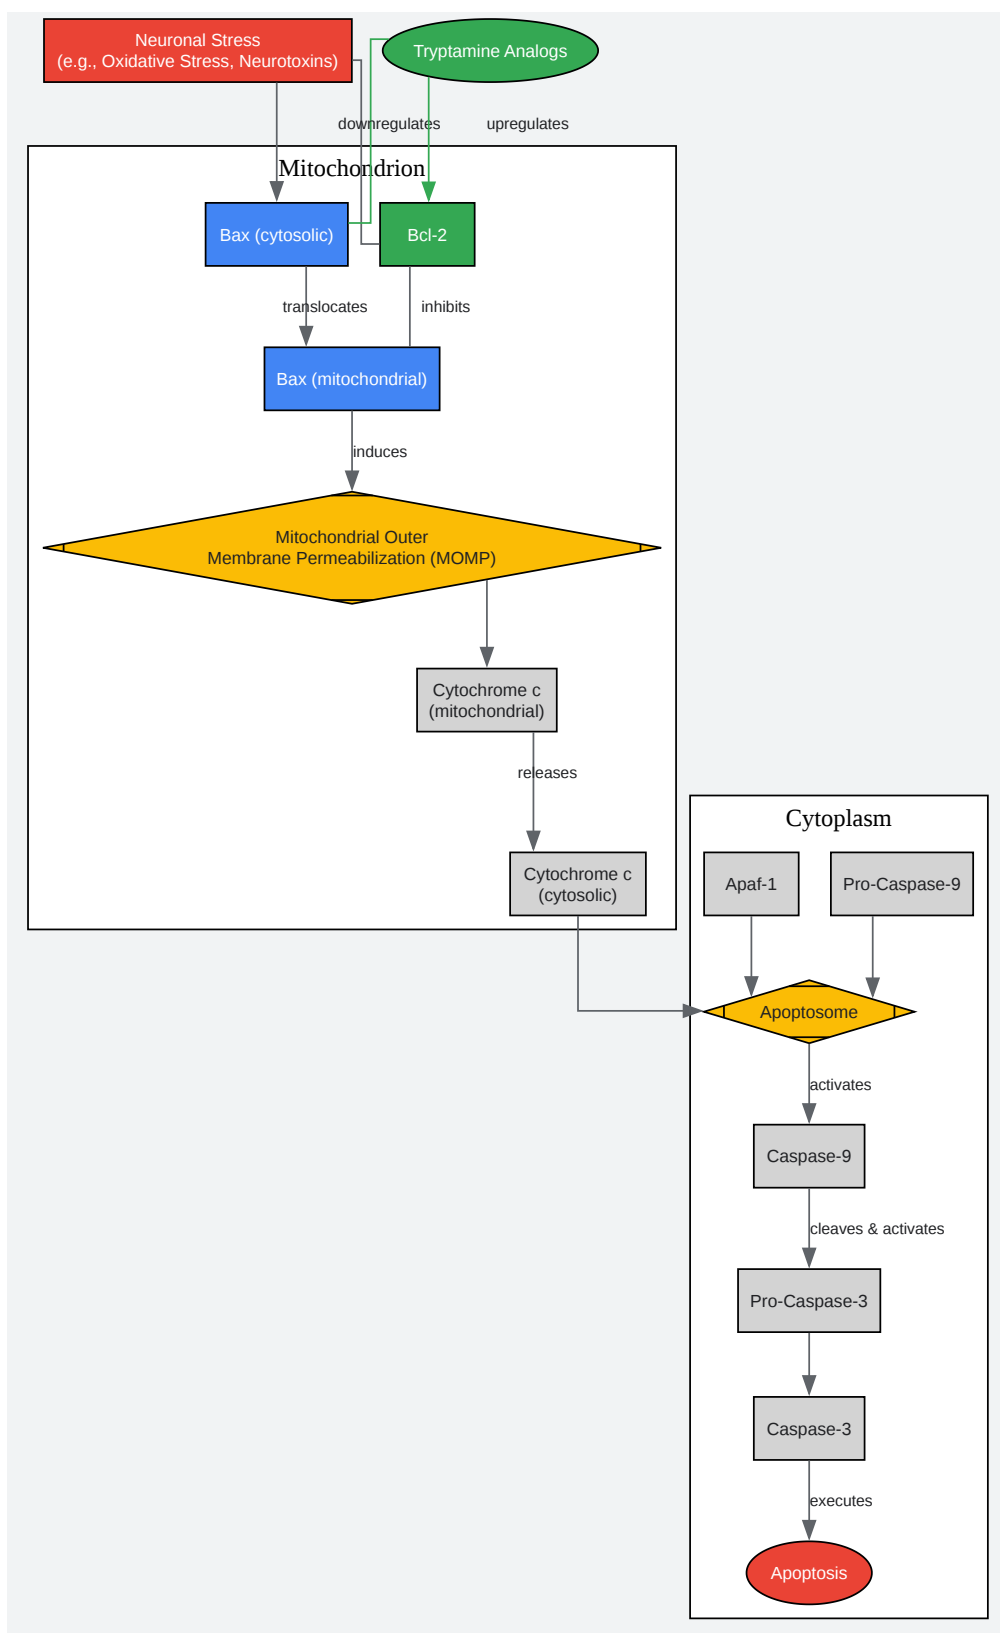 Neuronal Stress
(e.g., Oxidative Stress, Neurotoxins)
Tryptamine Analogs
downregulates
upregulates
Mitochondrion
Bax (cytosolic)
Bcl-2
translocates
inhibits
Bax (mitochondrial)
induces
Mitochondrial Outer
Membrane Permeabilization (MOMP)
Cytochrome c
(mitochondrial)
releases
Cytochrome c
(cytosolic)
Cytoplasm
Apaf-1
Pro-Caspase-9
Apoptosome
activates
Caspase-9
cleaves & activates
Pro-Caspase-3
Caspase-3
executes
Apoptosis